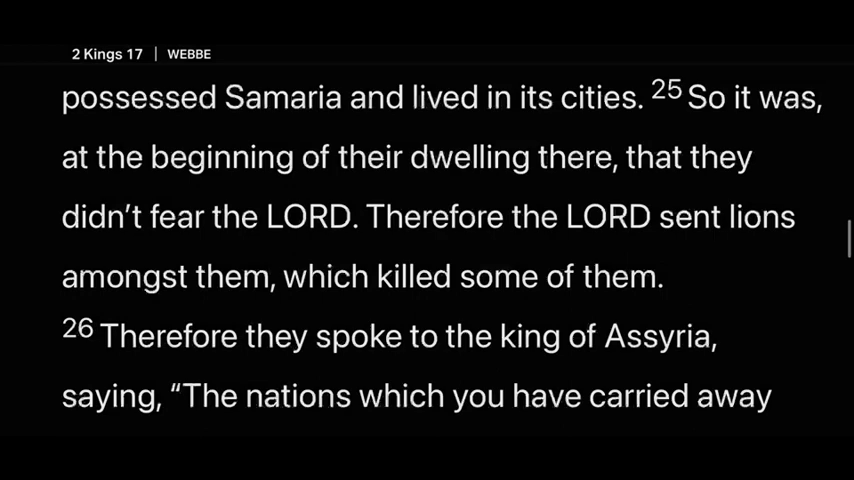 2 Kings 17 | WEBBE
possessed Samaria and lived in its cities. 25 So it was,
at the beginning of their dwelling there, that they
didn’t fear the LORD. Therefore the LORD sent lions
amongst them, which killed some of them.
26 Therefore they spoke to the king of Assyria,
saying, “The nations which you have carried away